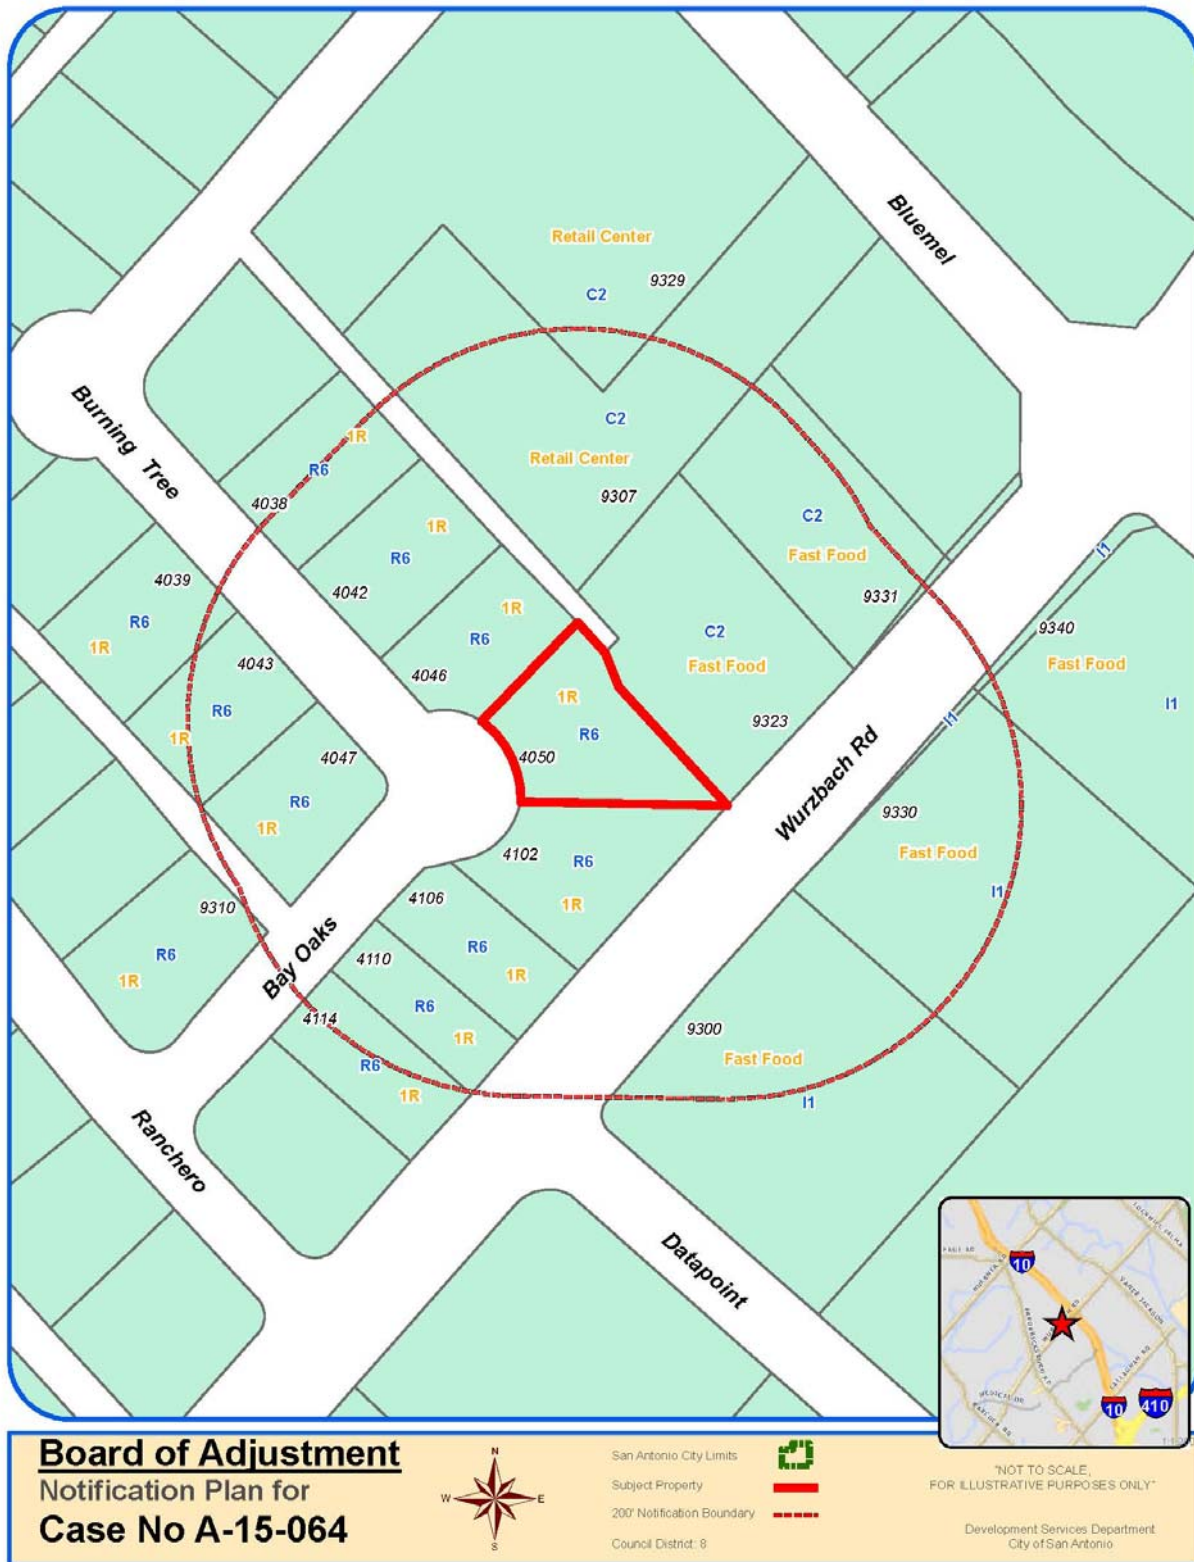 Bluemel
Retail Center
9329
C2
C2
Retail Center
9307
Burning Tree
1R
R6
4038
1R
R6
4042
C2
Fast Food
9331
I1
4039
R6
1R
1R
R6
4046
C2
Fast Food
9340
Fast Food
I1
4043
R6
1R
1R
R6
4050
9323
I1
4047
R6
1R
Wurzbach Rd
9330
Fast Food
I1
4102
R6
1R
9310
R6
1R
4106
R6
1R
Bay Oaks
4110
R6
1R
4114
R6
1R
9300
Fast Food
I1
Ranchero
Datapoint
10
10
410
Board of Adjustment
Notification Plan for
Case No A-15-064
N
W E
S
San Antonio City Limits
Subject Property
200' Notification Boundary
Council District: 8
"NOT TO SCALE,
FOR ILLUSTRATIVE PURPOSES ONLY"
Development Services Department
City of San Antonio